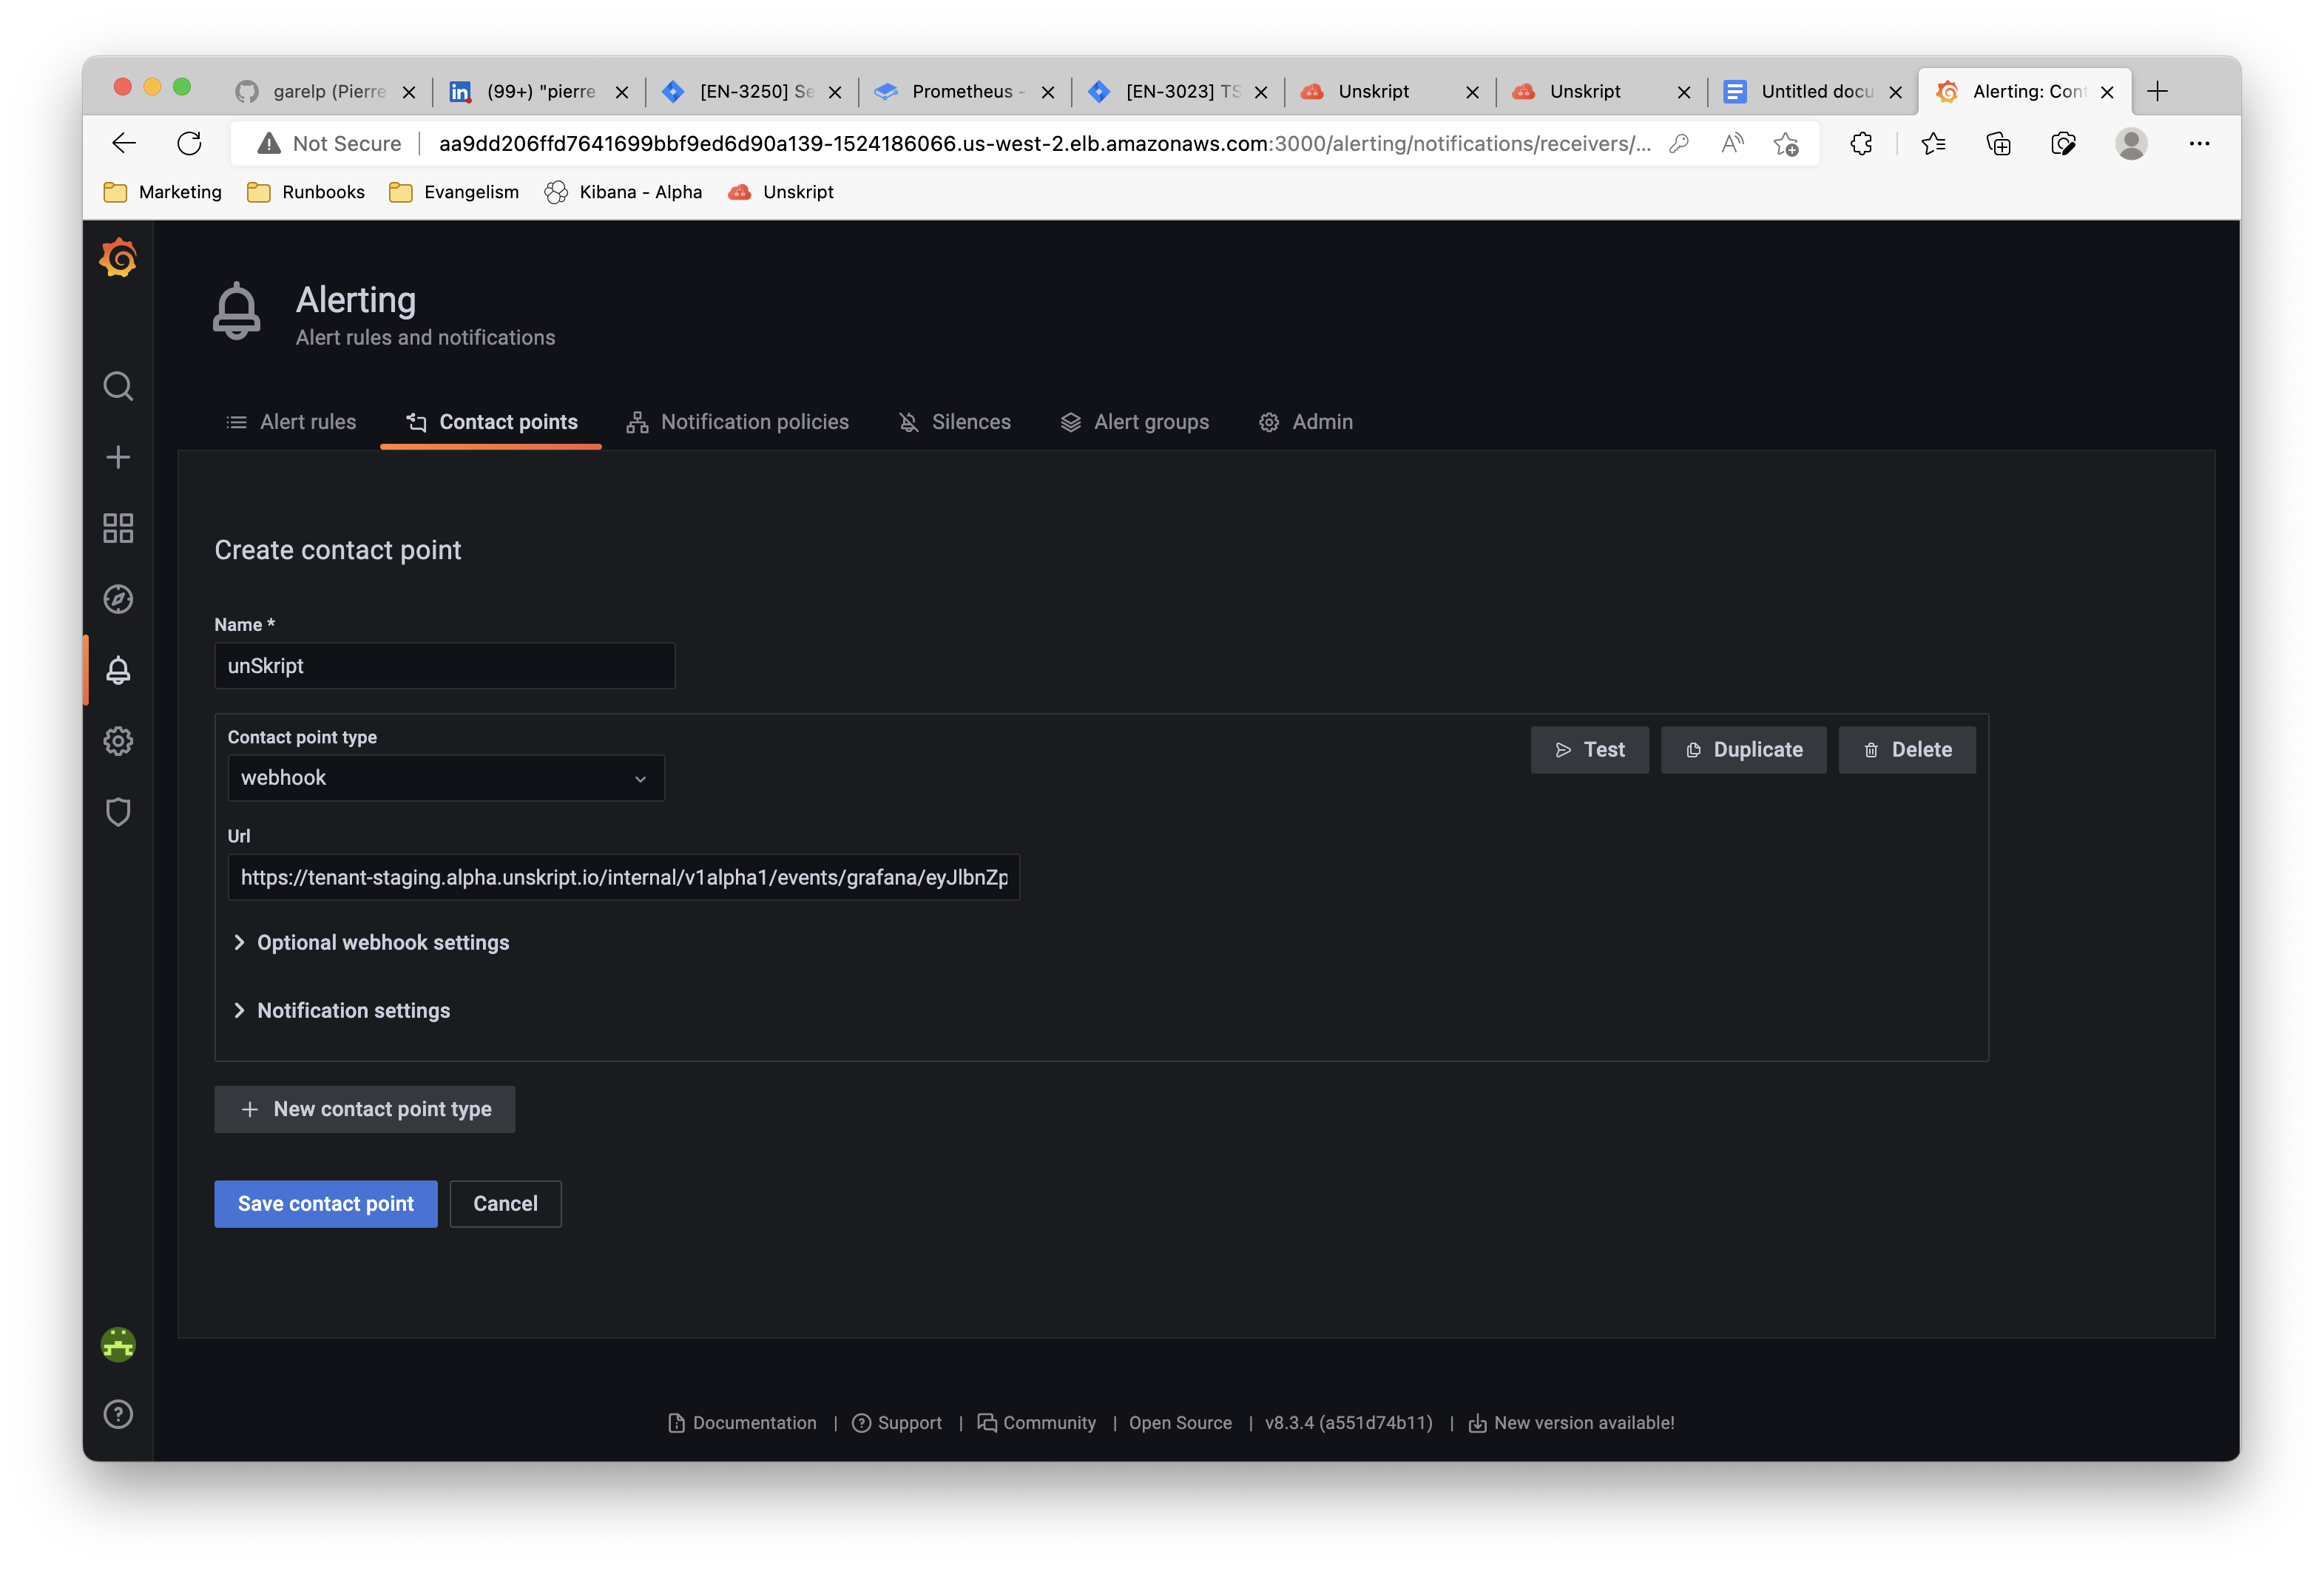 garelp (Pierre
(99+) "pierre
[EN-3250] Se
Prometheus -
[EN-3023] TS
Unskript
Unskript
Untitled docu
Alerting: Cont
Not Secure
aa9dd206ffd7641699bbf9ed6d90a139-1524186066.us-west-2.elb.amazonaws.com:3000/alerting/notifications/receivers/...
Marketing
Runbooks
Evangelism
Kibana - Alpha
Unskript
Alerting
Alert rules and notifications
Alert rules
Contact points
Notification policies
Silences
Alert groups
Admin
Create contact point
Name *
unSkript
Contact point type
Test
Duplicate
Delete
webhook
Url
https://tenant-staging.alpha.unskript.io/internal/v1alpha1/events/grafana/eyJlbnZp
Optional webhook settings
Notification settings
New contact point type
Save contact point
Cancel
Documentation | Support | Community | Open Source | v8.3.4 (a551d74b11) | New version available!